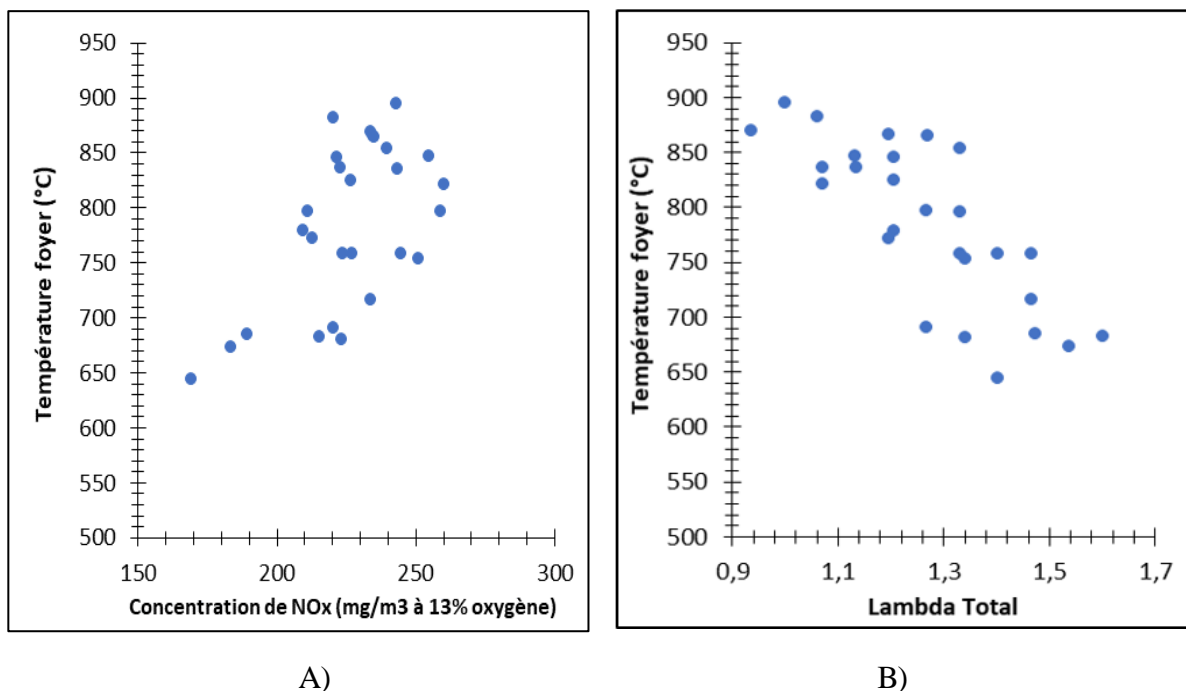 950
900
850
800
750
700
650
600
550
500
Température foyer (°C)
150 200 250 300
Concentration de NOx (mg/m3 à 13% oxygène)
A)
950
900
850
800
750
700
650
600
550
500
Température foyer (°C)
0,9 1,1 1,3 1,5 1,7
Lambda Total
B)